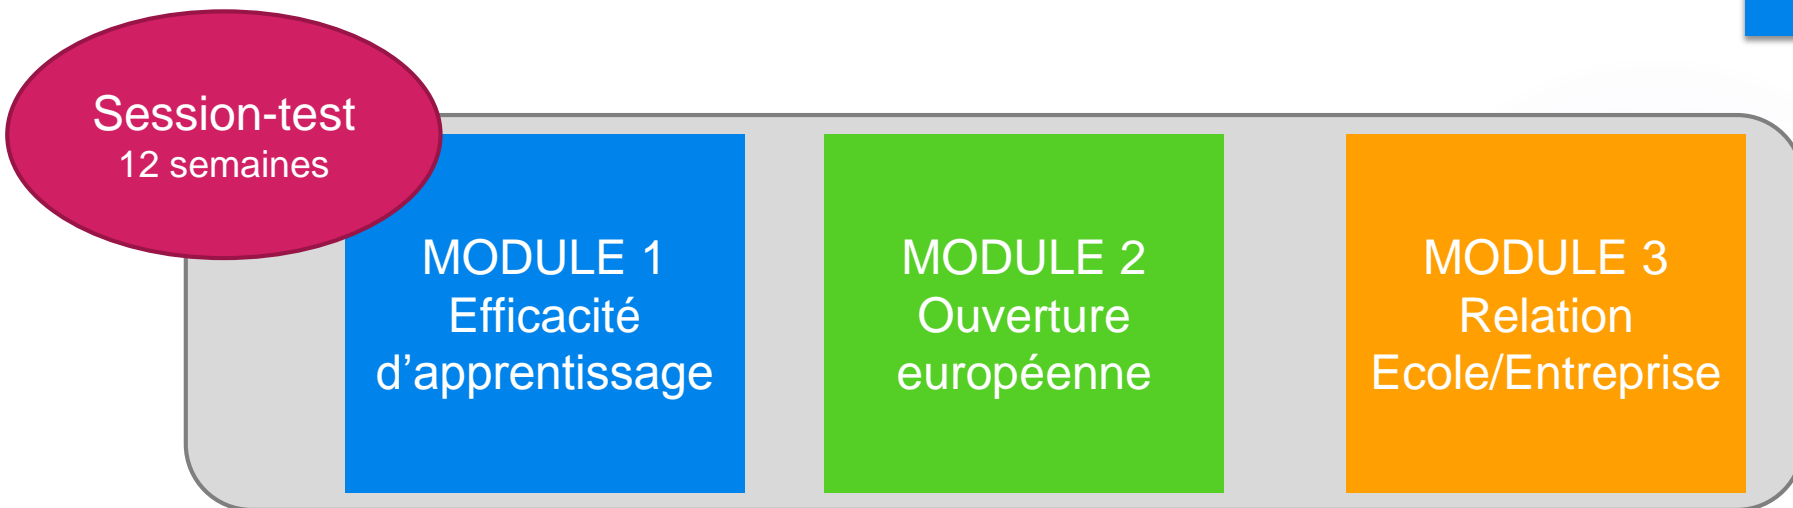 Session-test
12 semaines
MODULE 1
Efficacité
d’apprentissage
MODULE 2
Ouverture
européenne
MODULE 3
Relation
Ecole/Entreprise